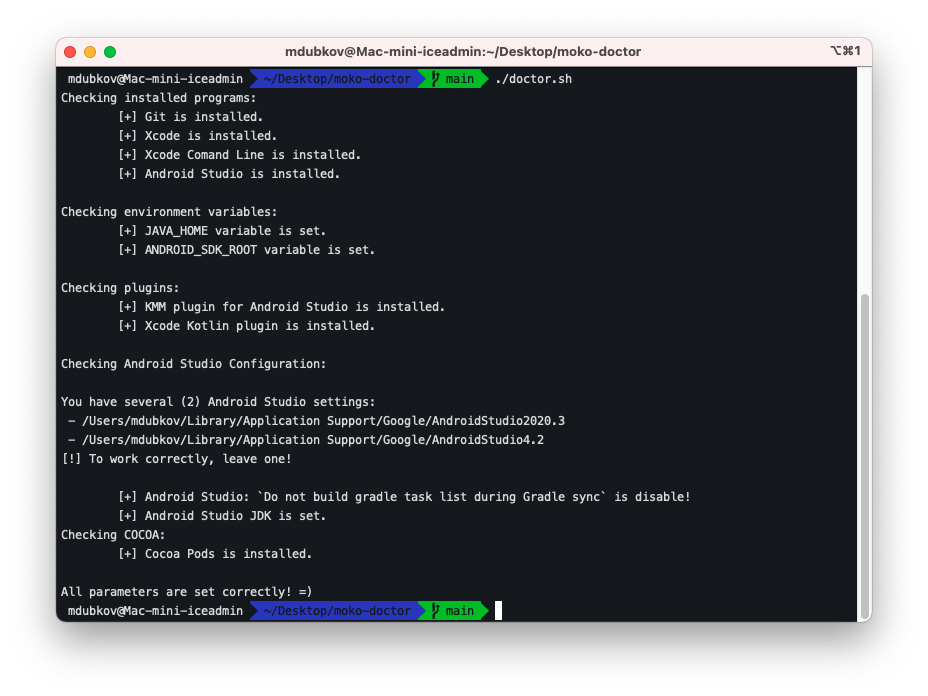 mdubkov@Mac-mini-iceadmin:~/Desktop/moko-doctor ⌥⌘1
mdubkov@Mac-mini-iceadmin ~/Desktop/moko-doctor main ./doctor.sh
Checking installed programs:
[+] Git is installed.
[+] Xcode is installed.
[+] Xcode Comand Line is installed.
[+] Android Studio is installed.
Checking environment variables:
[+] JAVA_HOME variable is set.
[+] ANDROID_SDK_ROOT variable is set.
Checking plugins:
[+] KMM plugin for Android Studio is installed.
[+] Xcode Kotlin plugin is installed.
Checking Android Studio Configuration:
You have several (2) Android Studio settings:
- /Users/mdubkov/Library/Application Support/Google/AndroidStudio2020.3
- /Users/mdubkov/Library/Application Support/Google/AndroidStudio4.2
[!] To work correctly, leave one!
[+] Android Studio: `Do not build gradle task list during Gradle sync` is disable!
[+] Android Studio JDK is set.
Checking COCOA:
[+] Cocoa Pods is installed.
All parameters are set correctly! =)
mdubkov@Mac-mini-iceadmin ~/Desktop/moko-doctor main